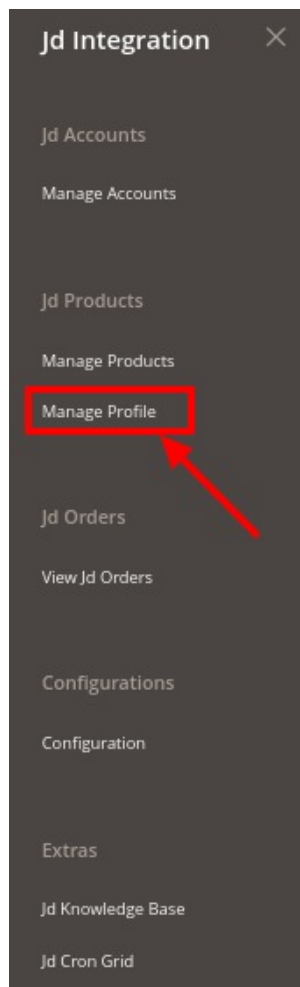 Jd Integration
Jd Accounts
Manage Accounts
Jd Products
Manage Products
Manage Profile
Jd Orders
View Jd Orders
Configurations
Configuration
Extras
Jd Knowledge Base
Jd Cron Grid